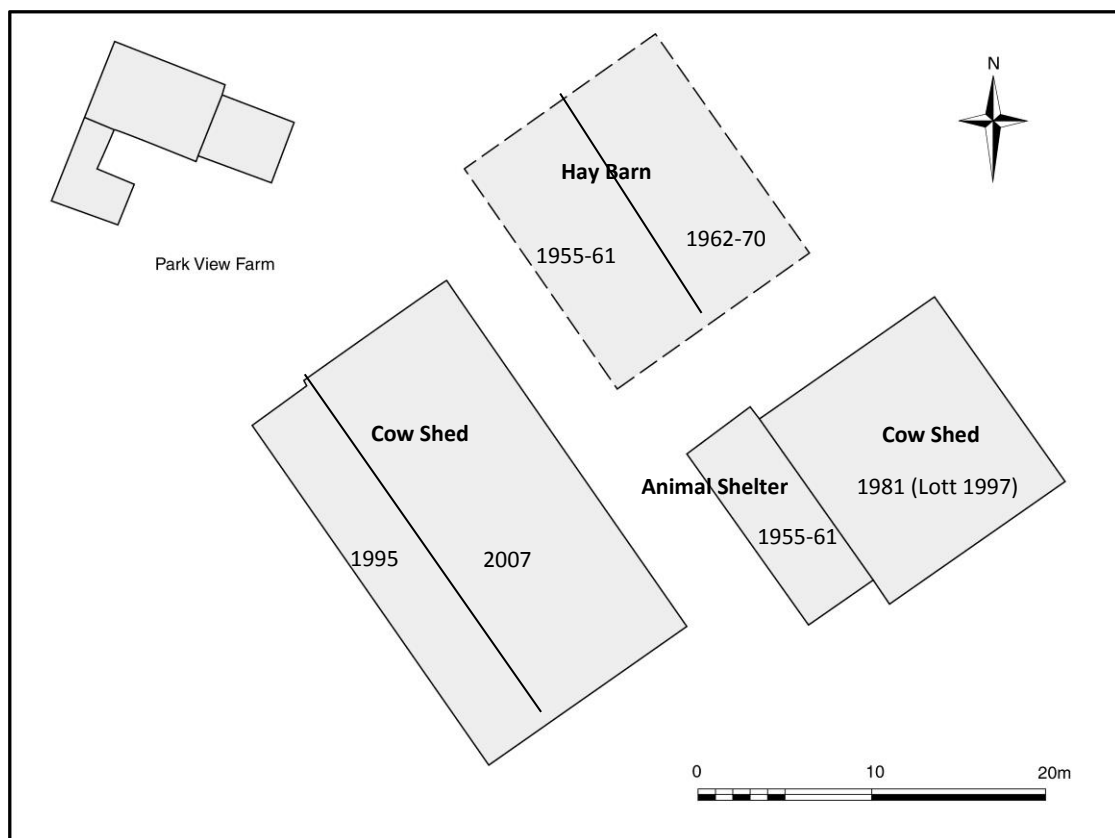 N
Hay Barn
1962-70
1955-61
Park View Farm
Cow Shed
Cow Shed
Animal Shelter
1981 (Lott 1997)
1955-61
1995
2007
0
10
20m